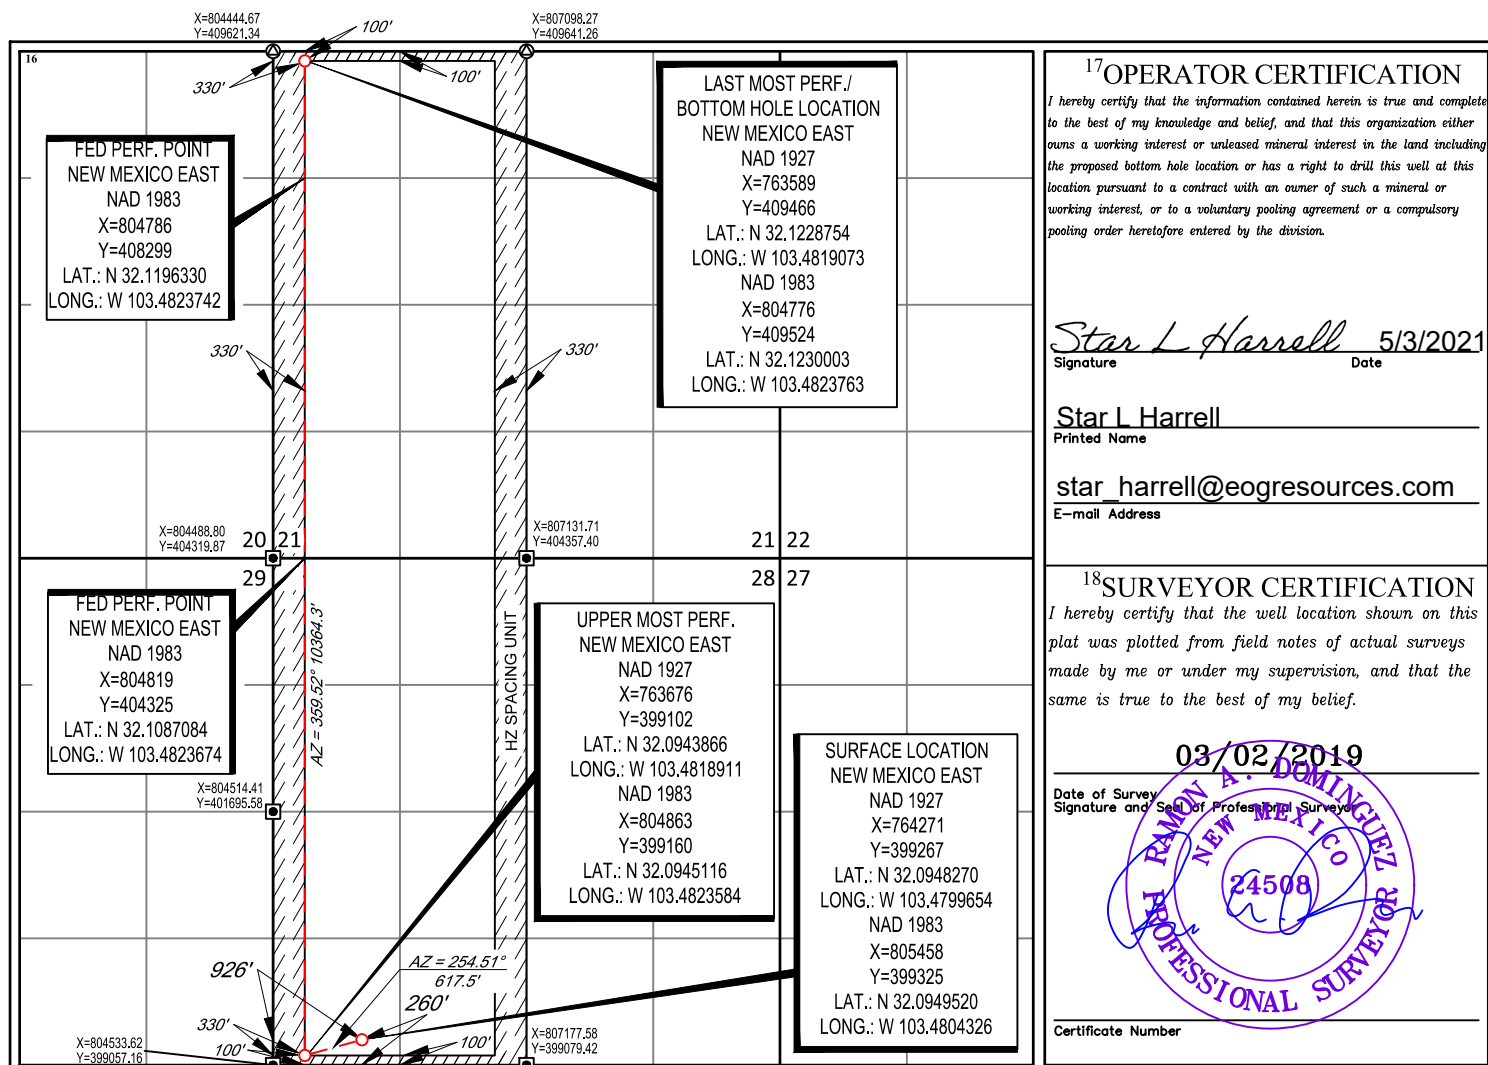 X=804444.67
Y=409621.34
100'
X=807098.27
Y=409641.26
16
330'
100'
FED PERF. POINT
NEW MEXICO EAST
NAD 1983
X=804786
Y=408299
LAT.: N 32.1196330
LONG.: W 103.4823742
LAST MOST PERF./
BOTTOM HOLE LOCATION
NEW MEXICO EAST
NAD 1927
X=763589
Y=409466
LAT.: N 32.1228754
LONG.: W 103.4819073
NAD 1983
X=804776
Y=409524
LAT.: N 32.1230003
LONG.: W 103.4823763
330'
330'
X=804488.80
Y=404319.87
20 21
29
X=807131.71
Y=404357.40
21 22
28 27
FED PERF. POINT
NEW MEXICO EAST
NAD 1983
X=804819
Y=404325
LAT.: N 32.1087084
LONG.: W 103.4823674
AZ = 359.52° 10364.3'
HZ SPACING UNIT
UPPER MOST PERF.
NEW MEXICO EAST
NAD 1927
X=763676
Y=399102
LAT.: N 32.0943866
LONG.: W 103.4818911
NAD 1983
X=804863
Y=399160
LAT.: N 32.0945116
LONG.: W 103.4823584
X=804514.41
Y=401695.58
SURFACE LOCATION
NEW MEXICO EAST
NAD 1927
X=764271
Y=399267
LAT.: N 32.0948270
LONG.: W 103.4799654
NAD 1983
X=805458
Y=399325
LAT.: N 32.0949520
LONG.: W 103.4804326
926'
AZ = 254.51°
617.5'
260'
330'
100'
100'
X=804533.62
Y=399057.16
X=807177.58
Y=399079.42
17 OPERATOR CERTIFICATION
I hereby certify that the information contained herein is true and complete
to the best of my knowledge and belief, and that this organization either
owns a working interest or unleased mineral interest in the land including
the proposed bottom hole location or has a right to drill this well at this
location pursuant to a contract with an owner of such a mineral or
working interest, or to a voluntary pooling agreement or a compulsory
pooling order heretofore entered by the division.
Star L Harrell 5/3/2021
Signature Date
Star L Harrell
Printed Name
star_harrell@eogresources.com
E-mail Address
18 SURVEYOR CERTIFICATION
I hereby certify that the well location shown on this
plat was plotted from field notes of actual surveys
made by me or under my supervision, and that the
same is true to the best of my belief.
03/02/2019
Date of Survey
Signature and Seal of Professional Surveyor
RAMON A. DOMINGUEZ
NEW MEXICO
24508
PROFESSIONAL SURVEYOR
Certificate Number